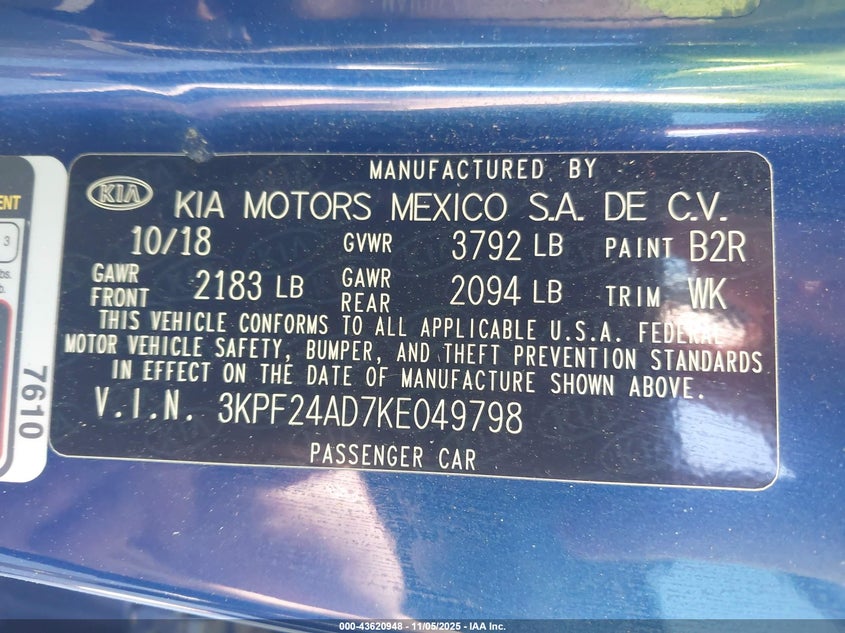 MANUFACTURED BY
KIA KIA MOTORS MEXICO S.A. DE C.V.
10/18 GVWR 3792 LB PAINT B2R
GAWR FRONT 2183 LB GAWR REAR 2094 LB TRIM WK
THIS VEHICLE CONFORMS TO ALL APPLICABLE U.S.A. FEDERAL
MOTOR VEHICLE SAFETY, BUMPER, AND THEFT PREVENTION STANDARDS
IN EFFECT ON THE DATE OF MANUFACTURE SHOWN ABOVE.
V.I.N. 3KPF24AD7KE049798
PASSENGER CAR
3
7610
000-43620948 - 11/05/2025 - IAA Inc.